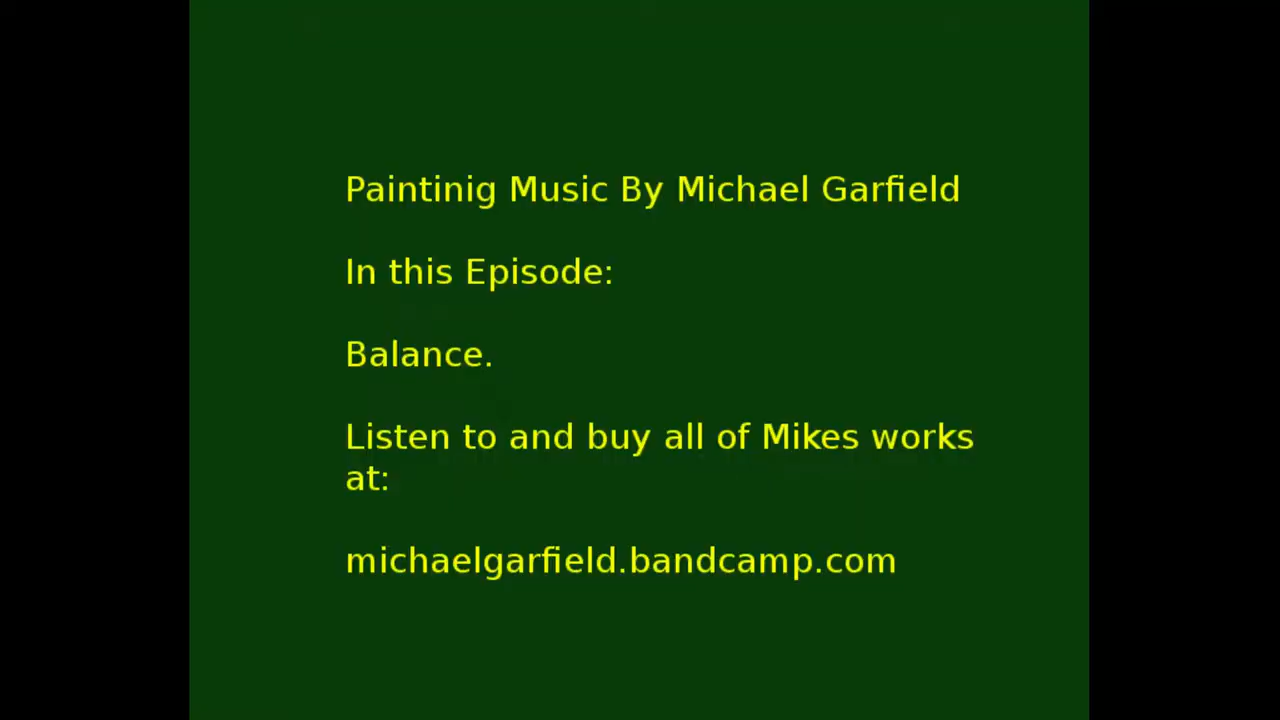 Paintinig Music By Michael Garfield
In this Episode:
Balance.
Listen to and buy all of Mikes works
at:
michaelgarfield.bandcamp.com